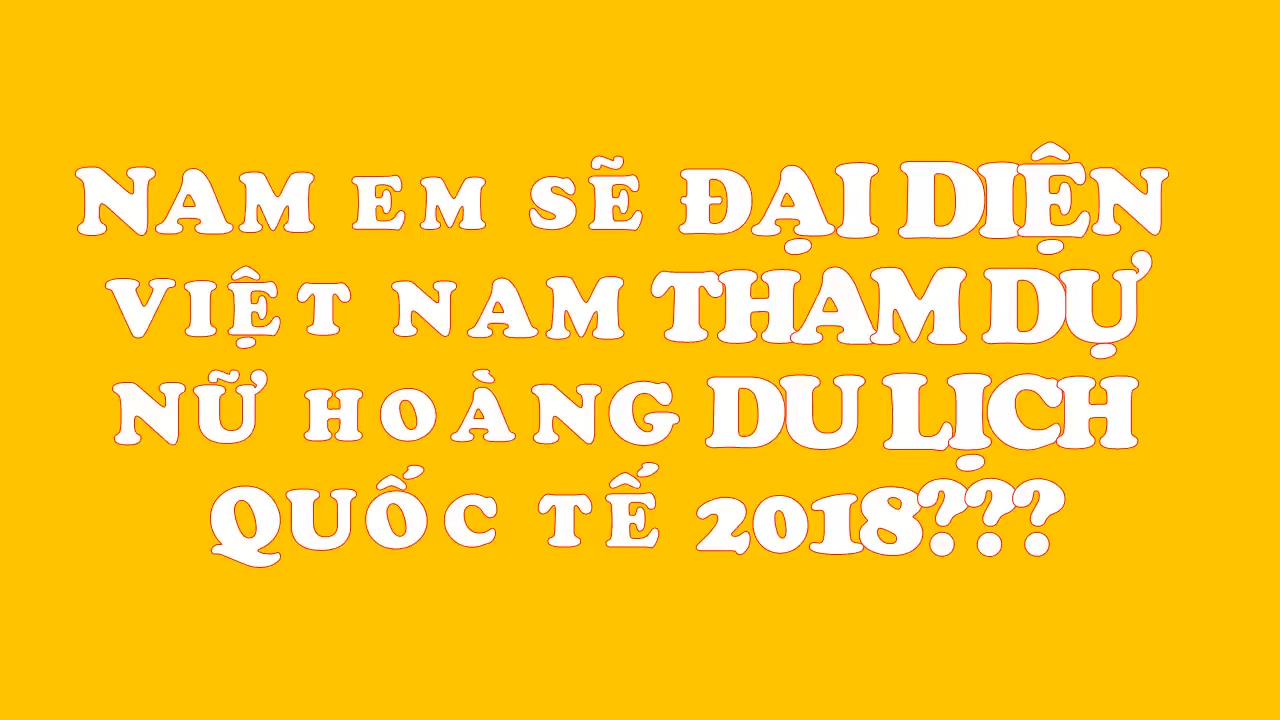 NAM EM SẼ ĐẠI DIỆN
VIỆT NAM THAM DỰ
NỮ HOÀNG DU LỊCH
QUỐC TẾ 2018???